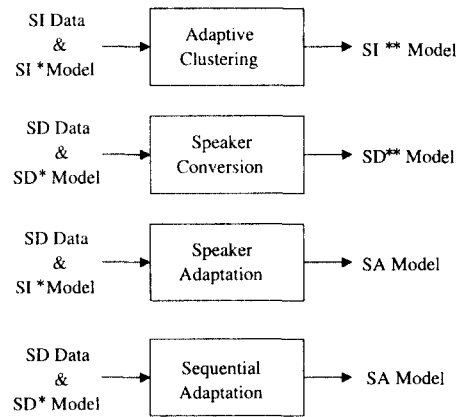 SI Data
&
SI *Model
Adaptive
Clustering
SI ** Model
SD Data
&
SD* Model
Speaker
Conversion
SD** Model
SD Data
&
SI *Model
Speaker
Adaptation
SA Model
SD Data
&
SD* Model
Sequential
Adaptation
SA Model